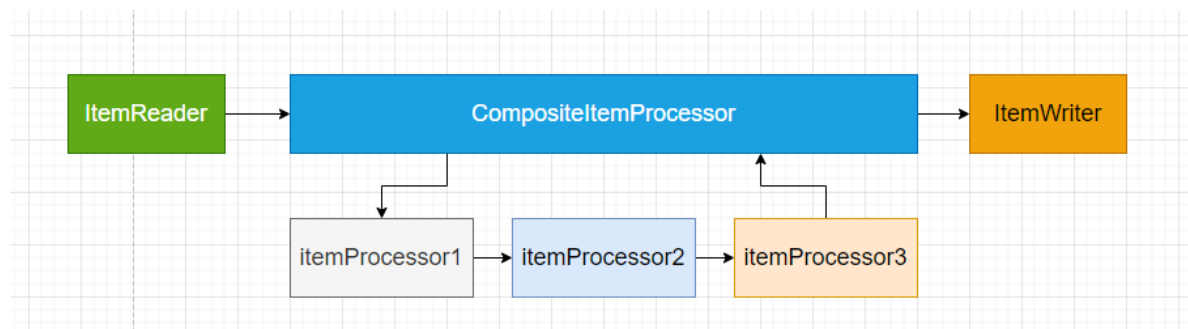 ItemReader
CompositeItemProcessor
ItemWriter
itemProcessor1
itemProcessor2
itemProcessor3